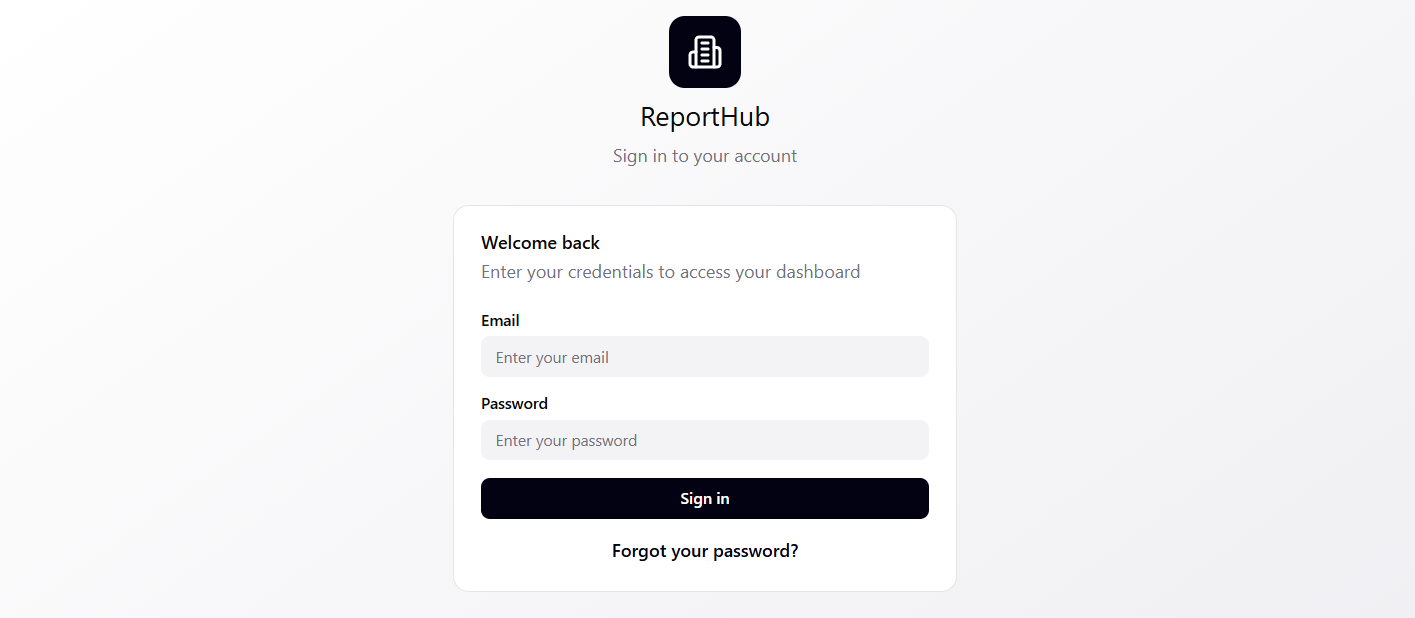 ReportHub
Sign in to your account
Welcome back
Enter your credentials to access your dashboard
Email
Enter your email
Password
Enter your password
Sign in
Forgot your password?